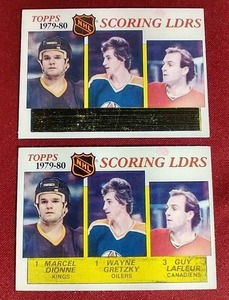 TOPPS
1979-80
NHL
SCORING LDRS
TOPPS
1979-80
NHL
SCORING LDRS
1 MARCEL DIONNE KINGS
1 WAYNE GRETZKY OILERS
3 GUY LAFLEUR CANADIENS